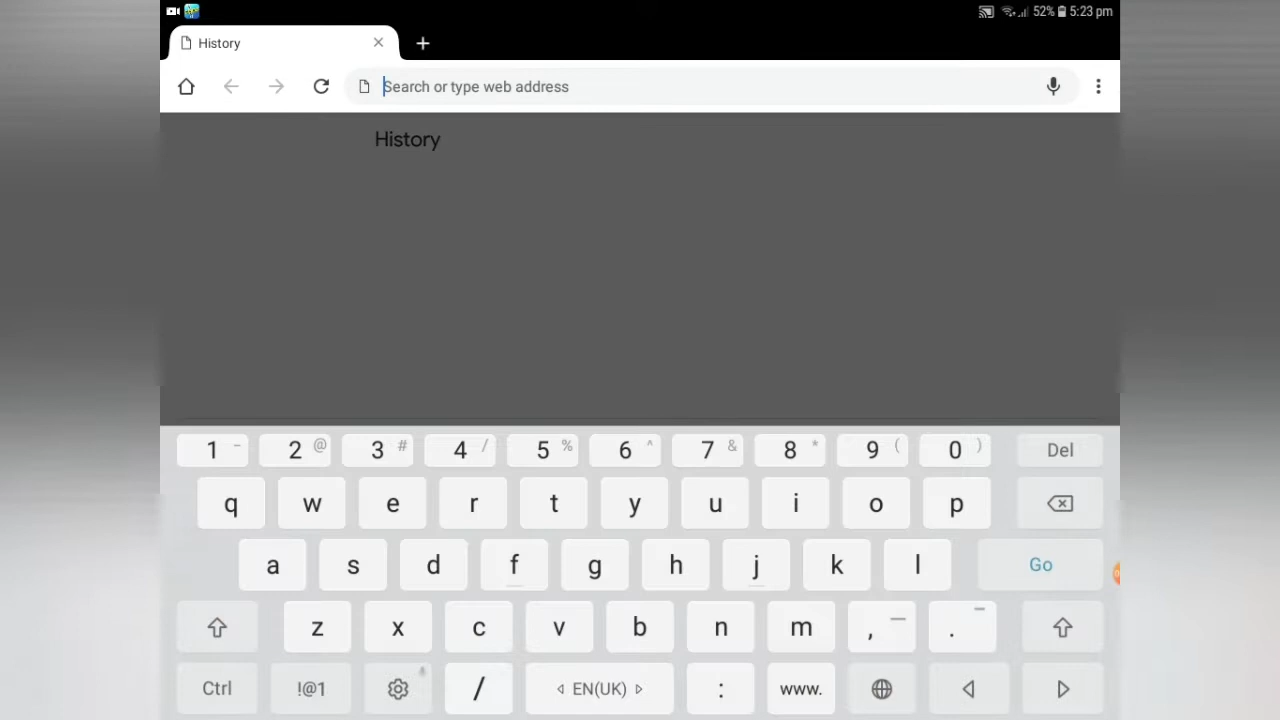 52% 5:23 pm
History
Search or type web address
History
1 - 2 @ 3 # 4 / 5 % 6 ^ 7 & 8 * 9 ( 0 ) Del
q w e r t y u i o p
a s d f g h j k l Go
z x c v b n m , .
Ctrl !@1 / EN(UK) : www.